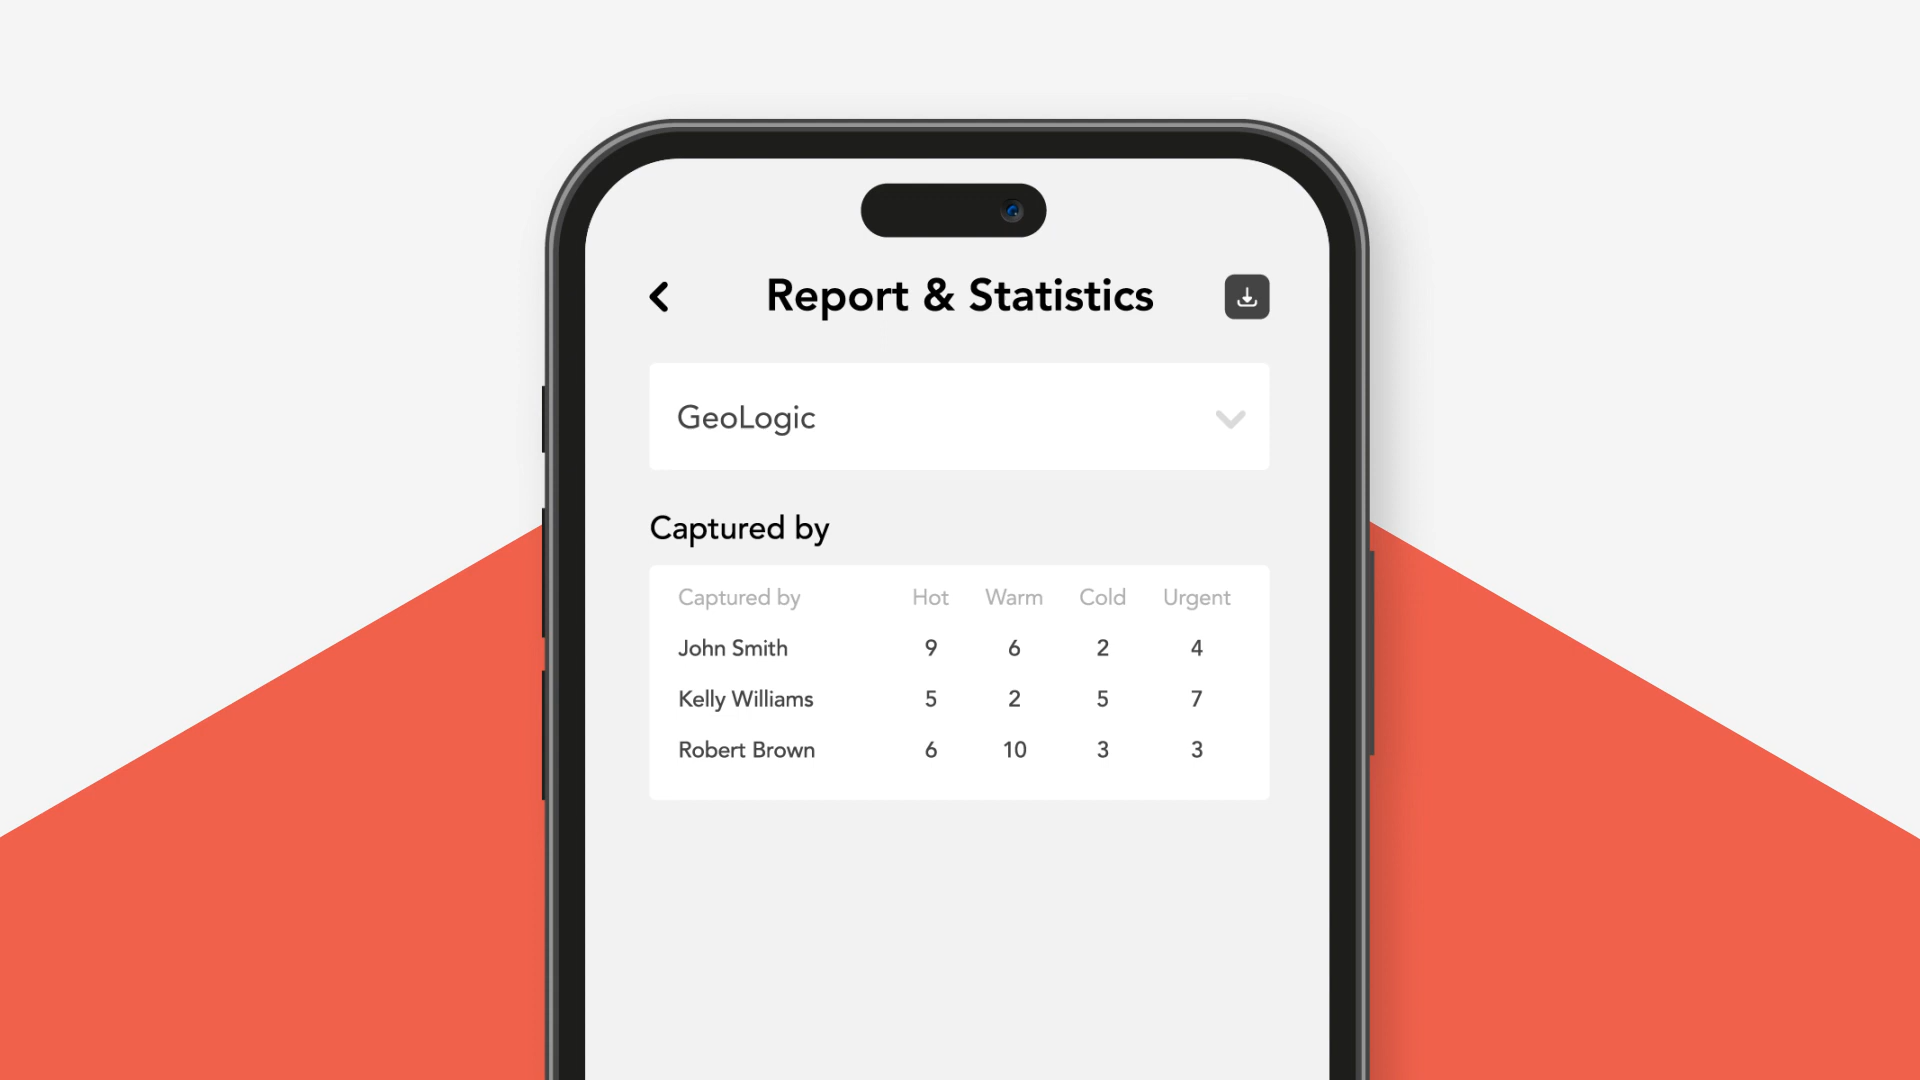 Report & Statistics
GeoLogic
Captured by
Captured by Hot Warm Cold Urgent
John Smith 9 6 2 4
Kelly Williams 5 2 5 7
Robert Brown 6 10 3 3